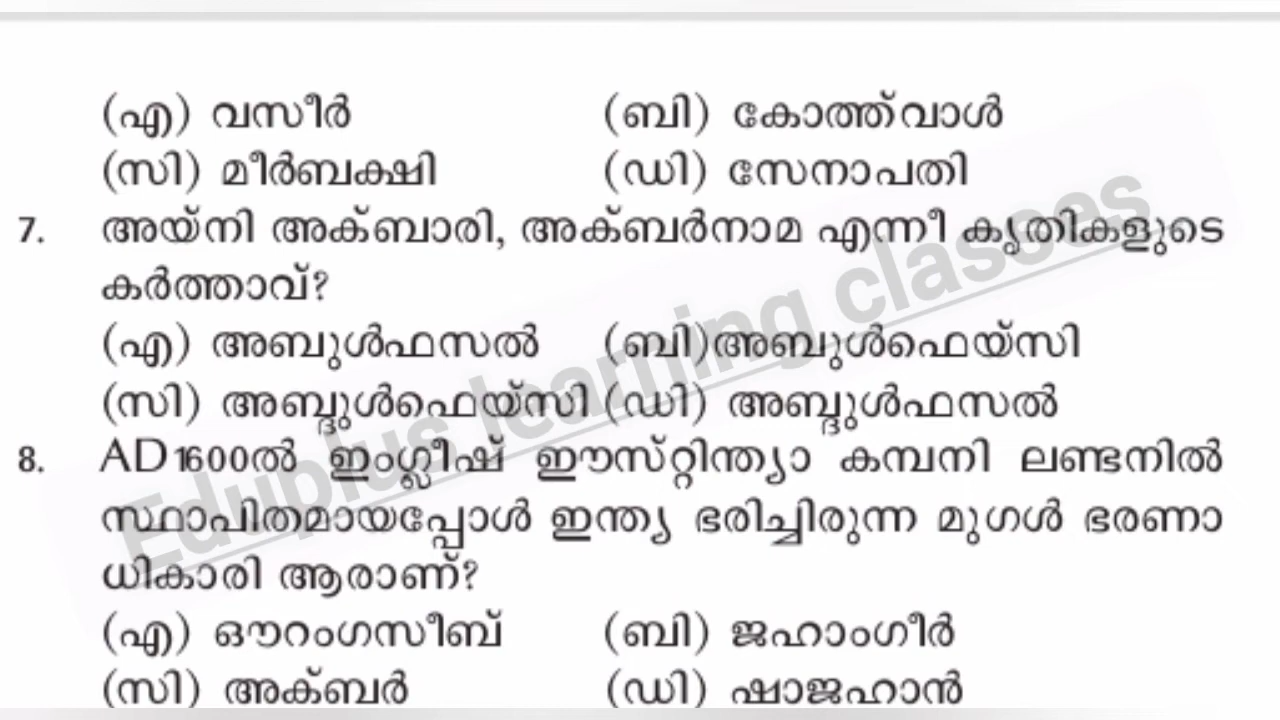 (എ) വസീർ (ബി) കോത്ത്‌വാൾ
(സി) മീർബക്ഷി (ഡി) സേനാപതി
7. അയ്നി അക്ബാരി, അക്ബർനാമ എന്നീ കൃതികളുടെ
കർത്താവ്?
(എ) അബുൾഫസൽ (ബി)അബുൾഫെയ്സി
(സി) അബ്ദുൾഫെയ്സി (ഡി) അബ്ദുൾഫസൽ
8. AD 1600ൽ ഇംഗ്ലീഷ് ഈസ്റ്റിന്ത്യാ കമ്പനി ലണ്ടനിൽ
സ്ഥാപിതമായപ്പോൾ ഇന്ത്യ ഭരിച്ചിരുന്ന മുഗൾ ഭരണാ
ധികാരി ആരാണ്?
(എ) ഔറംഗസീബ് (ബി) ജഹാംഗീർ
(സി) അക്ബർ (ഡി) ഷാജഹാൻ
Eduplus learning classes